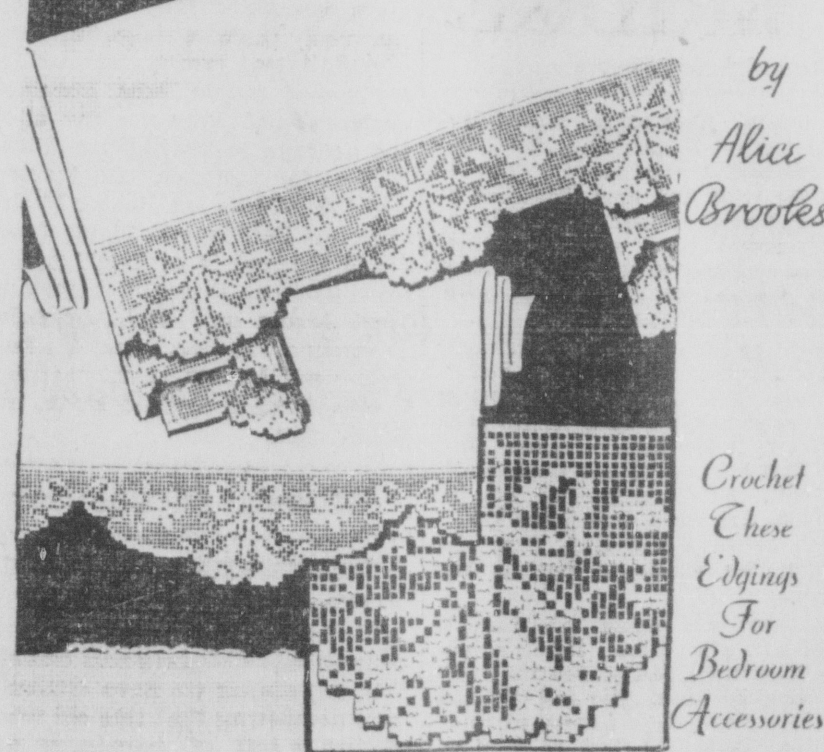 by
Alice
Brooks
Crochet
These
Edgings
For
Bedroom
Accessories